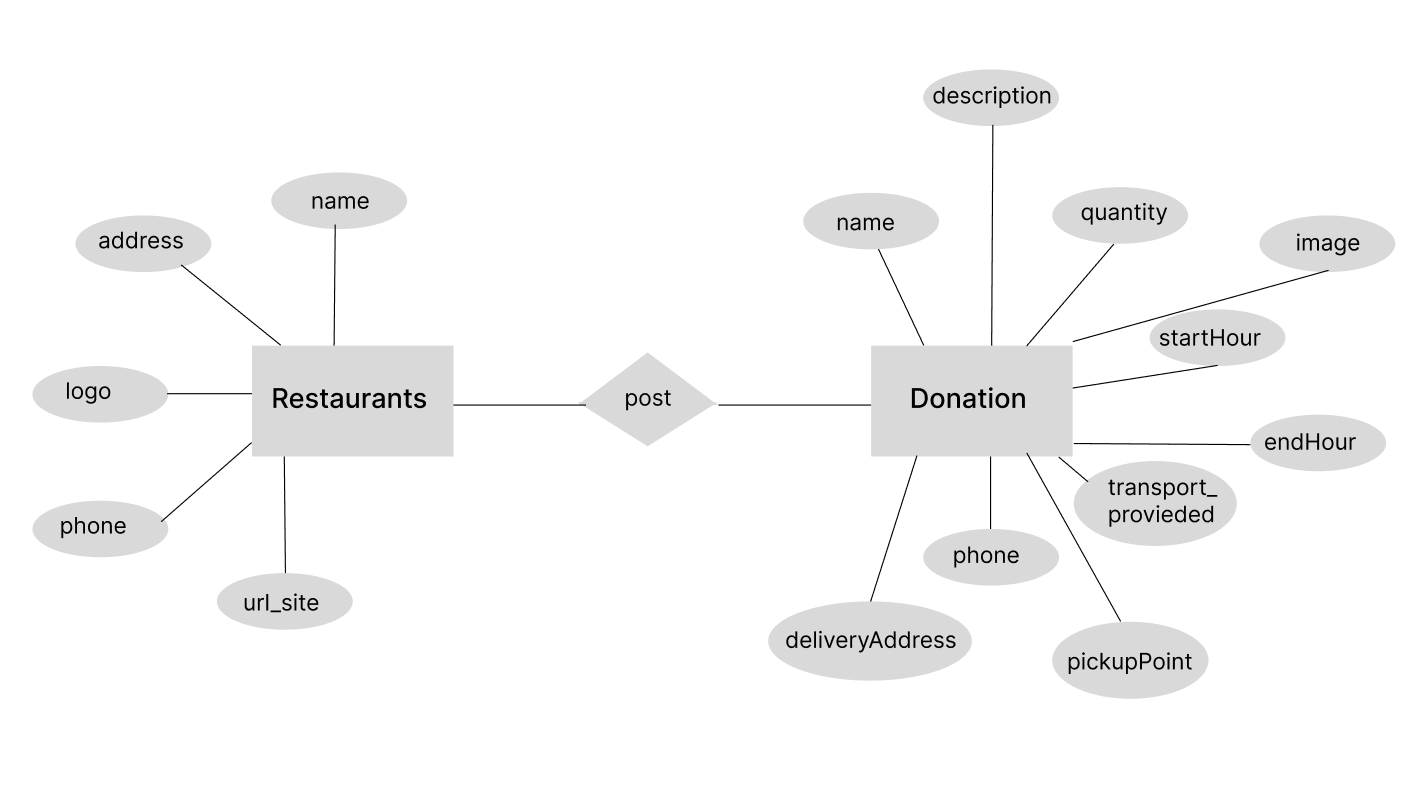 description
name
quantity
name
address
image
startHour
logo
Restaurants
post
Donation
endHour
transport_
provieded
phone
phone
url_site
deliveryAddress
pickupPoint